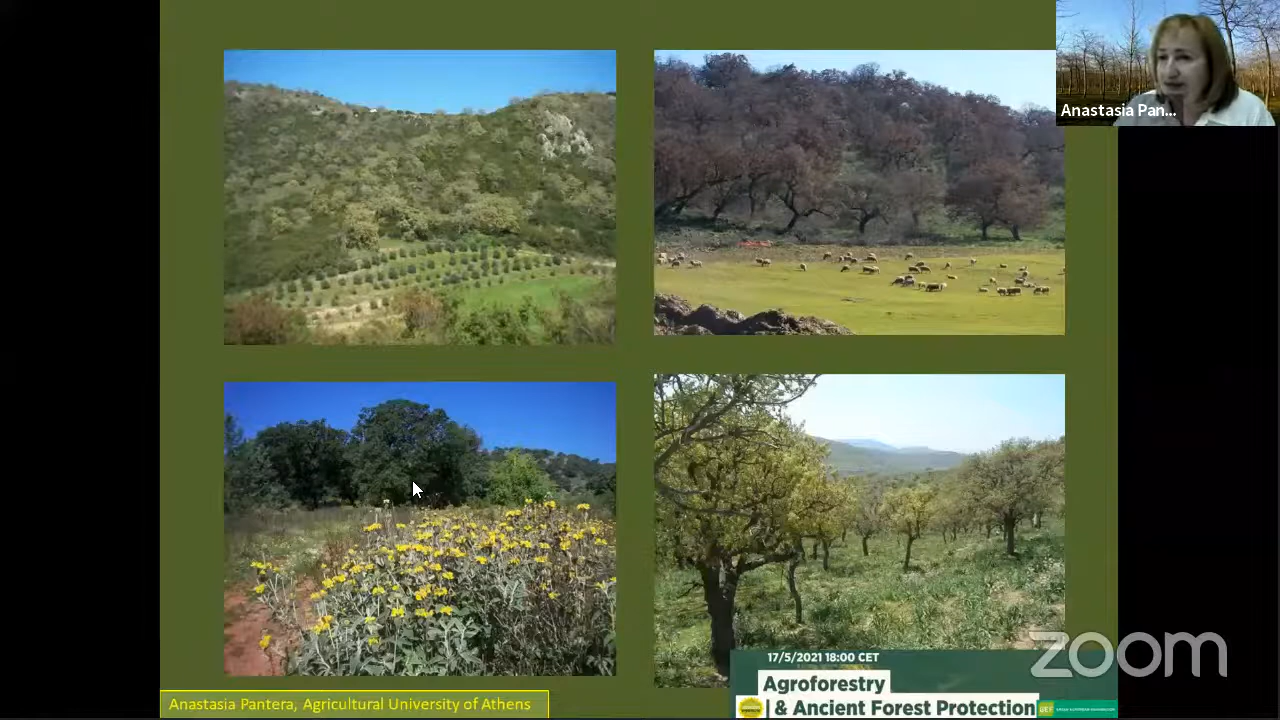 Anastasia Pan...
17/5/2021 18:00 CET
Agroforestry
| & Ancient Forest Protection
zoom
Anastasia Pantera, Agricultural University of Athens